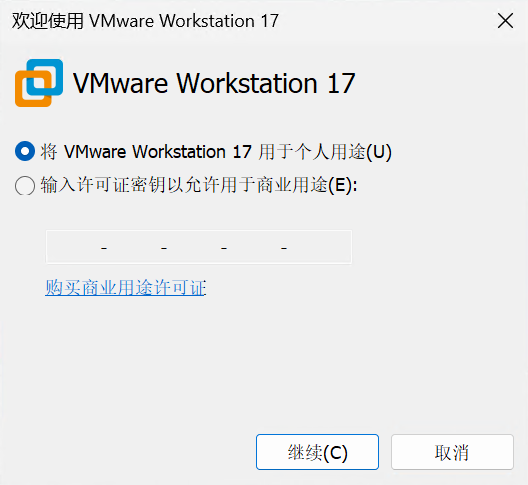 欢迎使用 VMware Workstation 17
VMware Workstation 17
将 VMware Workstation 17 用于个人用途(U)
输入许可证密钥以允许用于商业用途(E):
- - - -
购买商业用途许可证
继续(C)
取消